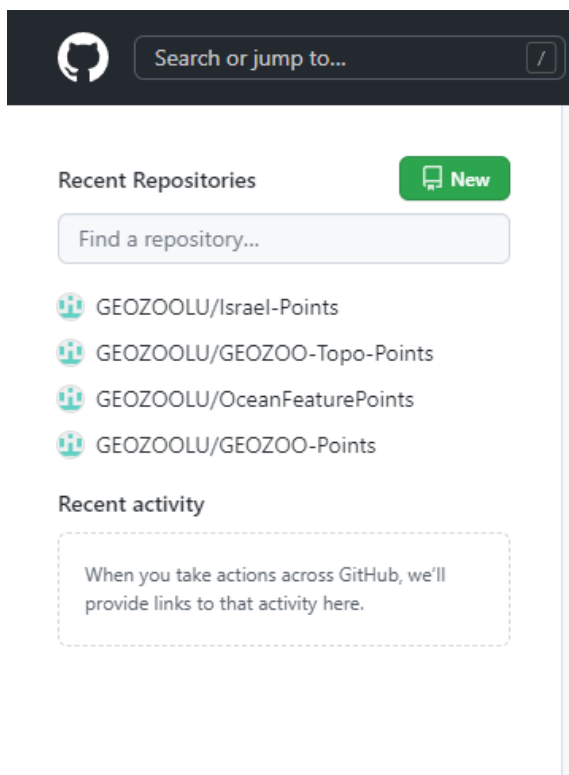 Search or jump to...
/
Recent Repositories
New
Find a repository...
GEOZOOLU/Israel-Points
GEOZOOLU/GEOZOO-Topo-Points
GEOZOOLU/OceanFeaturePoints
GEOZOOLU/GEOZOO-Points
Recent activity
When you take actions across GitHub, we’ll
provide links to that activity here.